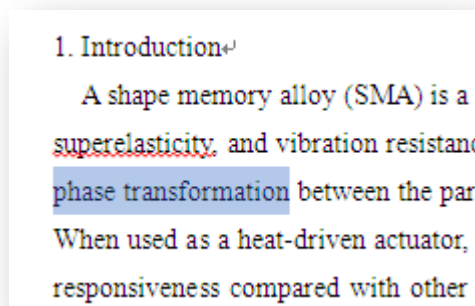 1. Introduction
A shape memory alloy (SMA) is a
superelasticity, and vibration resistanc
phase transformation between the par
When used as a heat-driven actuator,
responsiveness compared with other